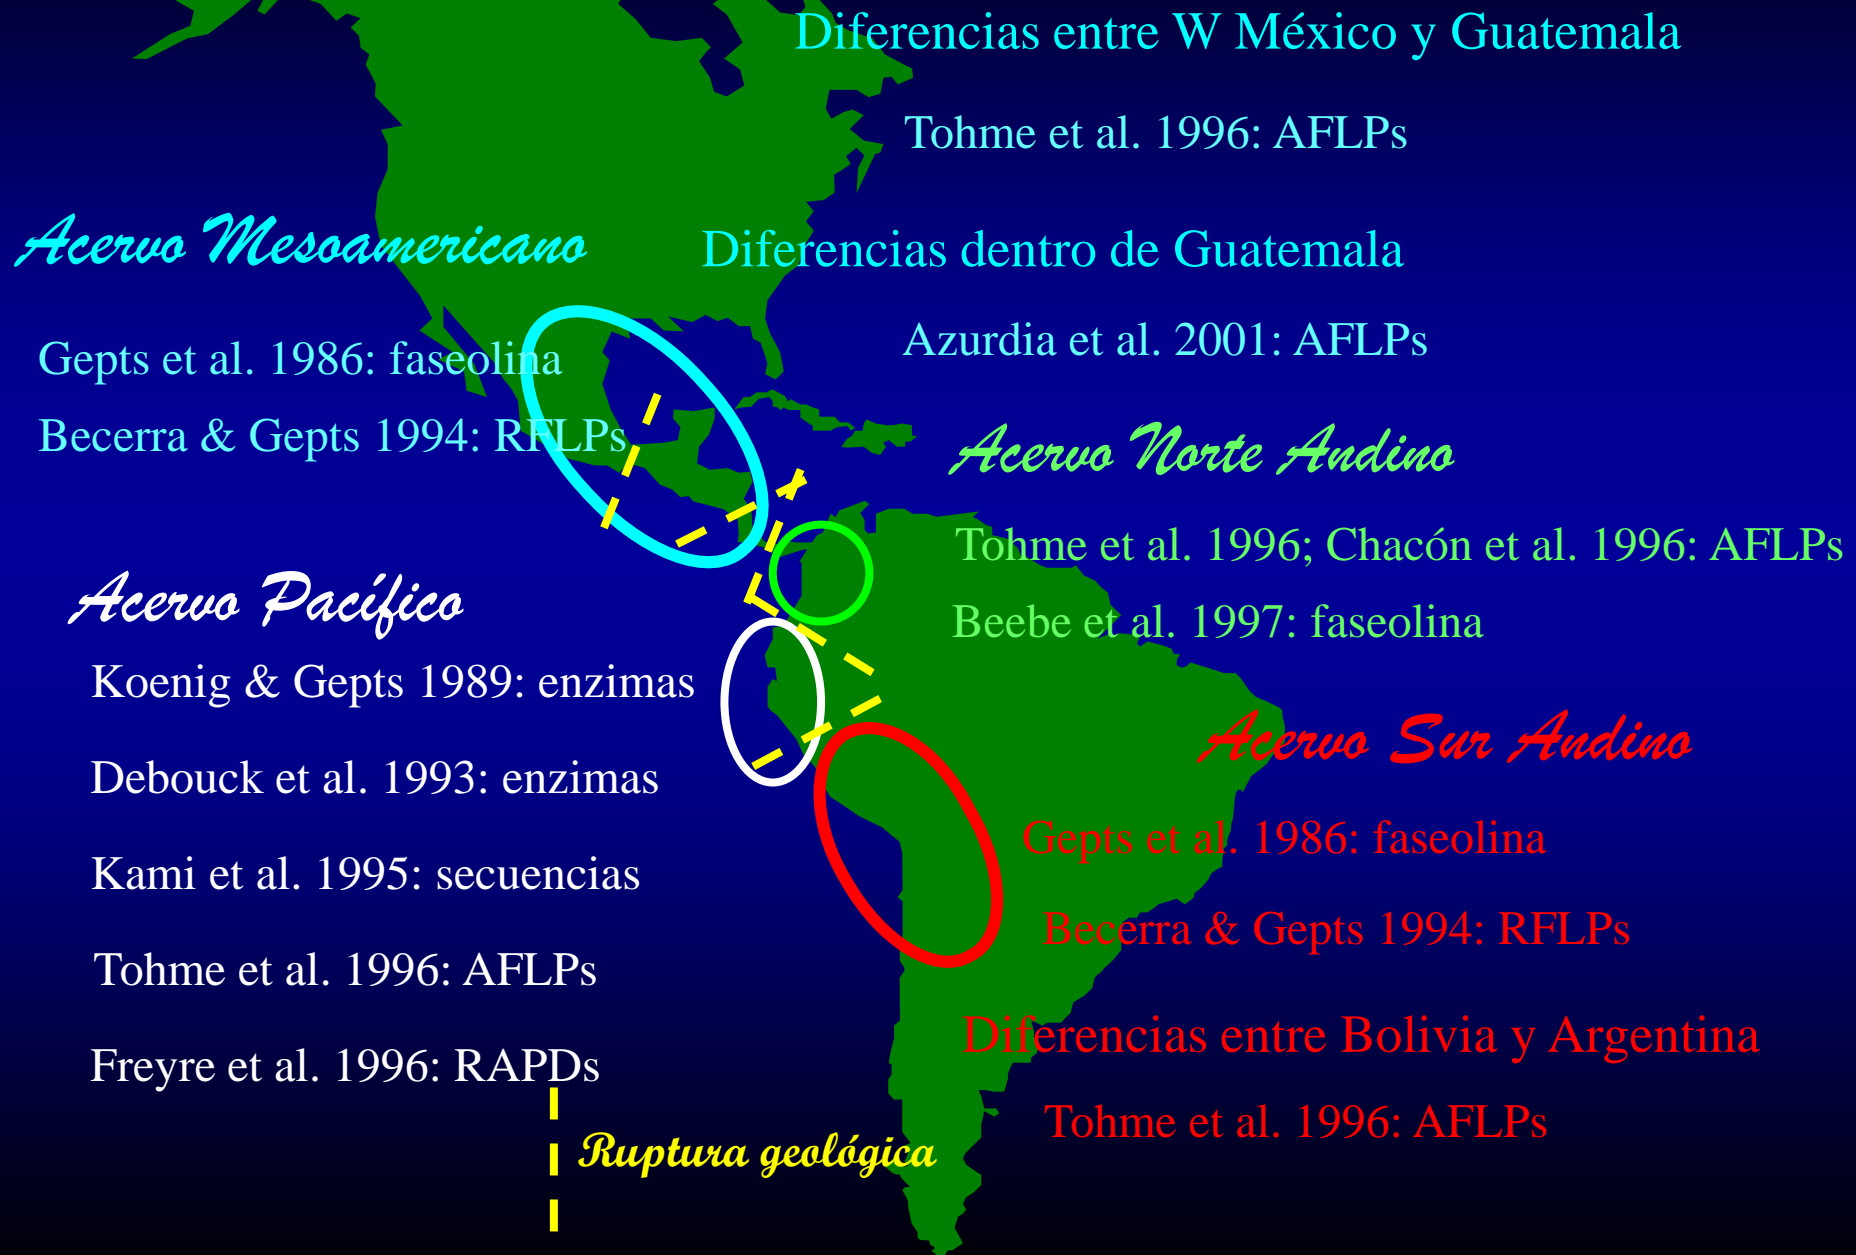 Diferencias entre W México y Guatemala
Tohme et al. 1996: AFLPs
Acervo Mesoamericano
Diferencias dentro de Guatemala
Gepts et al. 1986: faseolina
Azurdia et al. 2001: AFLPs
Becerra & Gepts 1994: RFLPs
Acervo Norte Andino
Tohme et al. 1996; Chacón et al. 1996: AFLPs
Beebe et al. 1997: faseolina
Acervo Pacífico
Koenig & Gepts 1989: enzimas
Debouck et al. 1993: enzimas
Kami et al. 1995: secuencias
Tohme et al. 1996: AFLPs
Freyre et al. 1996: RAPDs
Acervo Sur Andino
Gepts et al. 1986: faseolina
Becerra & Gepts 1994: RFLPs
Diferencias entre Bolivia y Argentina
Tohme et al. 1996: AFLPs
Ruptura geológica